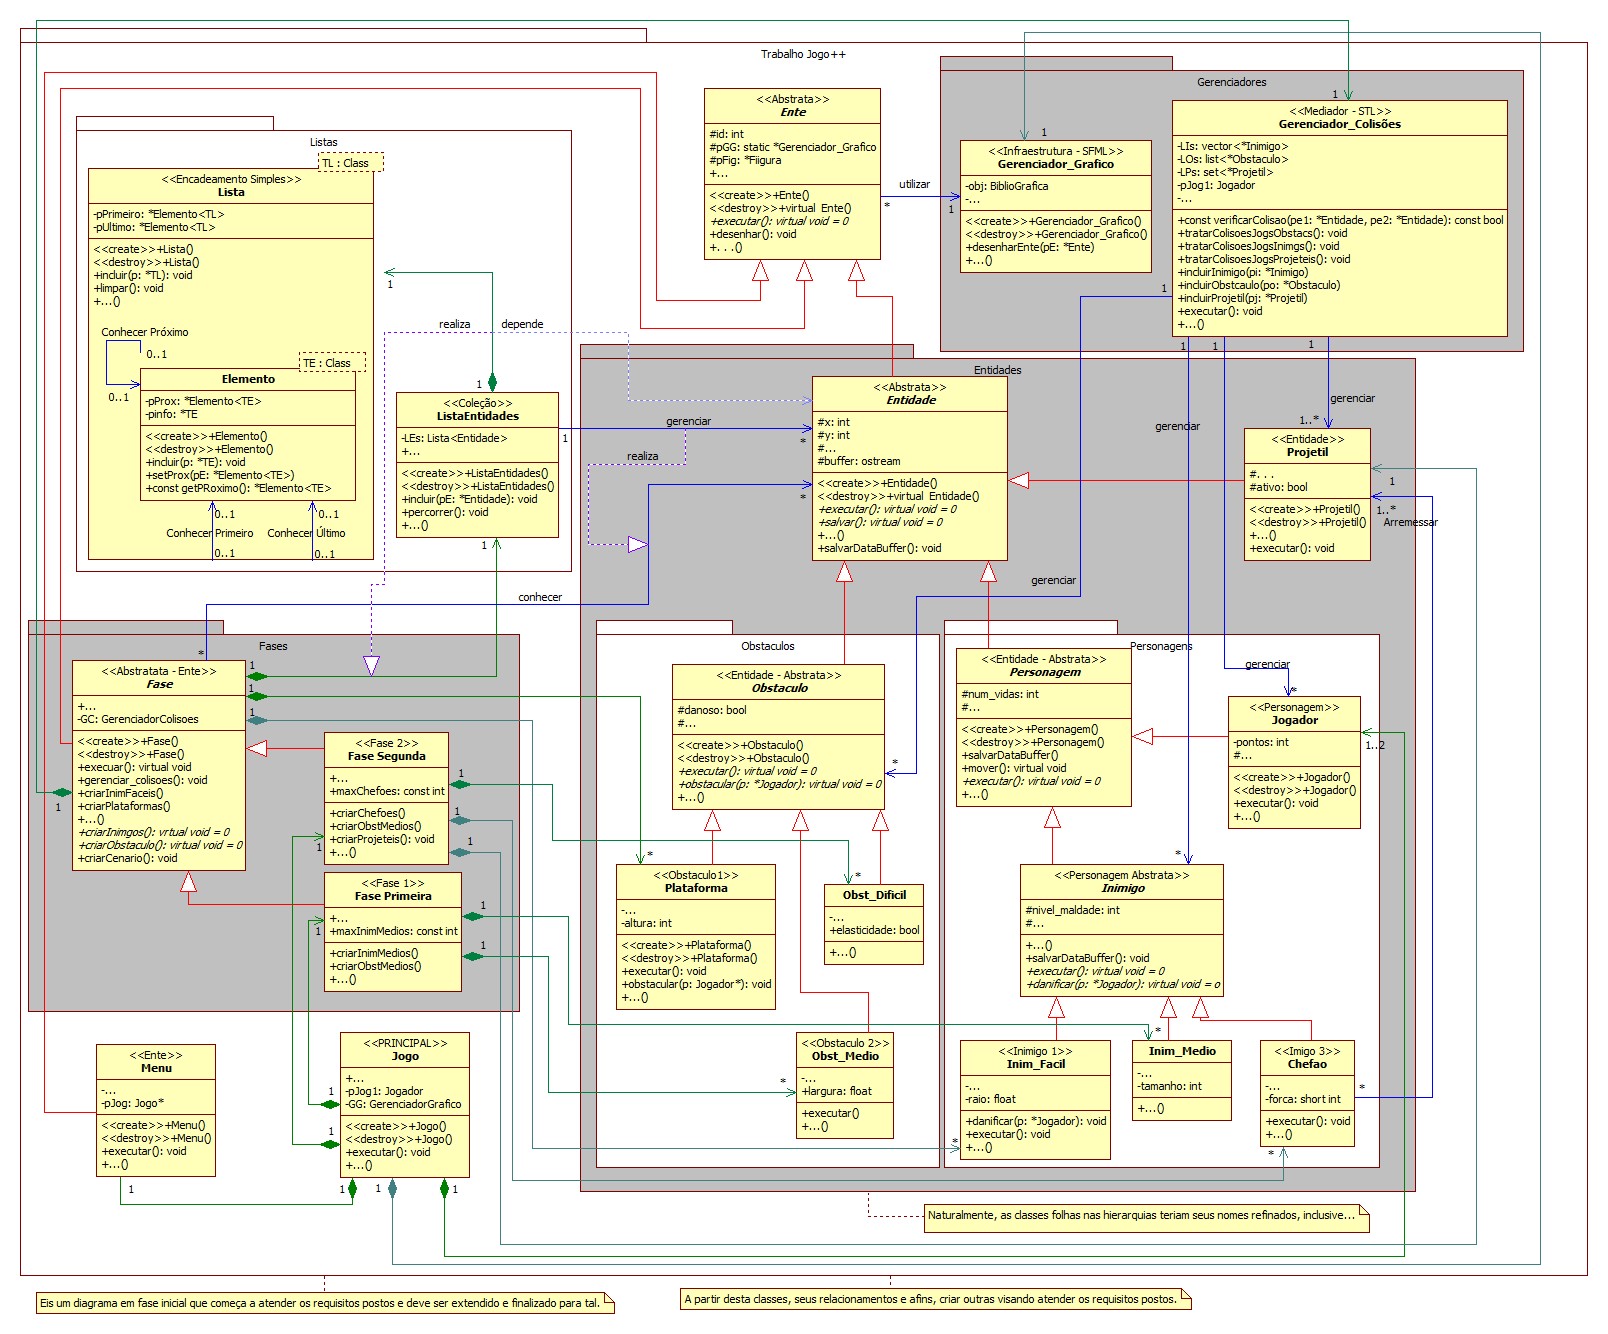 Trabalho Jogo++
Gerenciadores
<<Abstrata>>
Ente
#id: int
#pGG: static *Gerenciador_Grafico
#pFig: *Fiigura
+...
<<create>>+Ente()
<<destroy>>+virtual Ente()
+executar(): virtual void = 0
+desenhar(): void
+. . .()
utilizar
*
1
<<Infraestrutura - SFML>>
Gerenciador_Grafico
-obj: BiblioGrafica
-...
<<create>>+Gerenciador_Grafico()
<<destroy>>+Gerenciador_Grafico()
+desenharEnte(pE: *Ente)
+...()
1
1
<<Mediador - STL>>
Gerenciador_Colisões
-LIs: vector<*Inimigo>
-LOs: list<*Obstaculo>
-LPs: set<*Projetil>
-pJog1: Jogador
-...
+const verificarColisao(pe1: *Entidade, pe2: *Entidade): const bool
+tratarColisoesJogsObstacs(): void
+tratarColisoesJogsInimgs(): void
+tratarColisoesJogsProjeteis(): void
+incluirInimigo(pi: *Inimigo)
+incluirObstcaulo(po: *Obstaculo)
+incluirProjetil(pj: *Projetil)
+executar(): void
+...()
1
1
1
1
Listas
TL : Class
<<Encadeamento Simples>>
Lista
-pPrimeiro: *Elemento<TL>
-pUltimo: *Elemento<TL>
<<create>>+Lista()
<<destroy>>+Lista()
+incluir(p: *TL): void
+limpar(): void
+...()
Conhecer Próximo
0..1
0..1
TE : Class
Elemento
-pProx: *Elemento<TE>
-pinfo: *TE
<<create>>+Elemento()
<<destroy>>+Elemento()
+incluir(p: *TE): void
+setProx(pE: *Elemento<TE>)
+const getPRoximo(): *Elemento<TE>
0..1
0..1
Conhecer Primeiro
Conhecer Último
0..1
0..1
1
realiza
depende
1
<<Coleção>>
ListaEntidades
-LEs: Lista<Entidade>
+...
<<create>>+ListaEntidades()
<<destroy>>+ListaEntidades()
+incluir(pE: *Entidade): void
+percorrer(): void
+...()
1
1
gerenciar
*
realiza
*
conhecer
Entidades
<<Abstrata>>
Entidade
#x: int
#y: int
#...
#buffer: ostream
<<create>>+Entidade()
<<destroy>>+virtual Entidade()
+executar(): virtual void = 0
+salvar(): virtual void = 0
+...()
+salvarDataBuffer(): void
gerenciar
gerenciar
1..*
<<Entidade>>
Projetil
#. . .
#ativo: bool
<<create>>+Projetil()
<<destroy>>+Projetil()
+...()
+executar(): void
1
1..*
Arremessar
gerenciar
gerenciar
Fases
*
<<Abstratata - Ente>>
Fase
+...
-GC: GerenciadorColisoes
<<create>>+Fase()
<<destroy>>+Fase()
+execuar(): virtual void
+gerenciar_colisoes(): void
+criarInimFaceis()
+criarPlataformas()
+...()
+criarInimgos(): vrtual void = 0
+criarObstaculo(): virtual void = 0
+criarCenario(): void
1
1
1
1
<<Fase 2>>
Fase Segunda
+...
+maxChefoes: const int
+criarChefoes()
+criarObstMedios()
+criarProjeteis(): void
+...()
1
1
1
1
<<Fase 1>>
Fase Primeira
+...
+maxInimMedios: const int
+criarInimMedios()
+criarObstMedios()
+...()
1
1
1
Obstaculos
<<Entidade - Abstrata>>
Obstaculo
#danoso: bool
#...
<<create>>+Obstaculo()
<<destroy>>+Obstaculo()
+executar(): virtual void = 0
+obstacular(p: *Jogador): virtual void = 0
+...()
*
*
<<Obstaculo1>>
Plataforma
-...
-altura: int
<<create>>+Plataforma()
<<destroy>>+Plataforma()
+executar(): void
+obstacular(p: Jogador*): void
+...()
*
Obst_Dificil
-...
+elasticidade: bool
+...()
*
<<Obstaculo 2>>
Obst_Medio
-...
+largura: float
+executar()
+...()
Personagens
<<Entidade - Abstrata>>
Personagem
#num_vidas: int
#...
<<create>>+Personagem()
<<destroy>>+Personagem()
+salvarDataBuffer()
+mover(): virtual void
+executar(): virtual void = 0
+...()
*
<<Personagem>>
Jogador
-pontos: int
#...
<<create>>+Jogador()
<<destroy>>+Jogador()
+executar(): void
+...()
1..2
*
<<Personagem Abstrata>>
Inimigo
#nivel_maldade: int
#...
+...()
+salvarDataBuffer(): void
+executar(): virtual void = 0
+danificar(p: *Jogador): virtual void = o
*
<<Inimigo 1>>
Inim_Facil
-...
-raio: float
+danificar(p: *Jogador): void
+executar(): void
+...()
*
Inim_Medio
-...
-tamanho: int
+...()
<<Imigo 3>>
Chefao
-...
-forca: short int
+executar(): void
+...()
*
*
<<Ente>>
Menu
-...
-pJog: Jogo*
<<create>>+Menu()
<<destroy>>+Menu()
+executar(): void
+...()
1
<<PRINCIPAL>>
Jogo
+...
-pJog1: Jogador
-GG: GerenciadorGrafico
<<create>>+Jogo()
<<destroy>>+Jogo()
+executar(): void
+...()
1
1
1
1
1
Naturalmente, as classes folhas nas hierarquias teriam seus nomes refinados, inclusive...
Eis um diagrama em fase inicial que começa a atender os requisitos postos e deve ser extendido e finalizado para tal.
A partir desta classes, seus relacionamentos e afins, criar outras visando atender os requisitos postos.